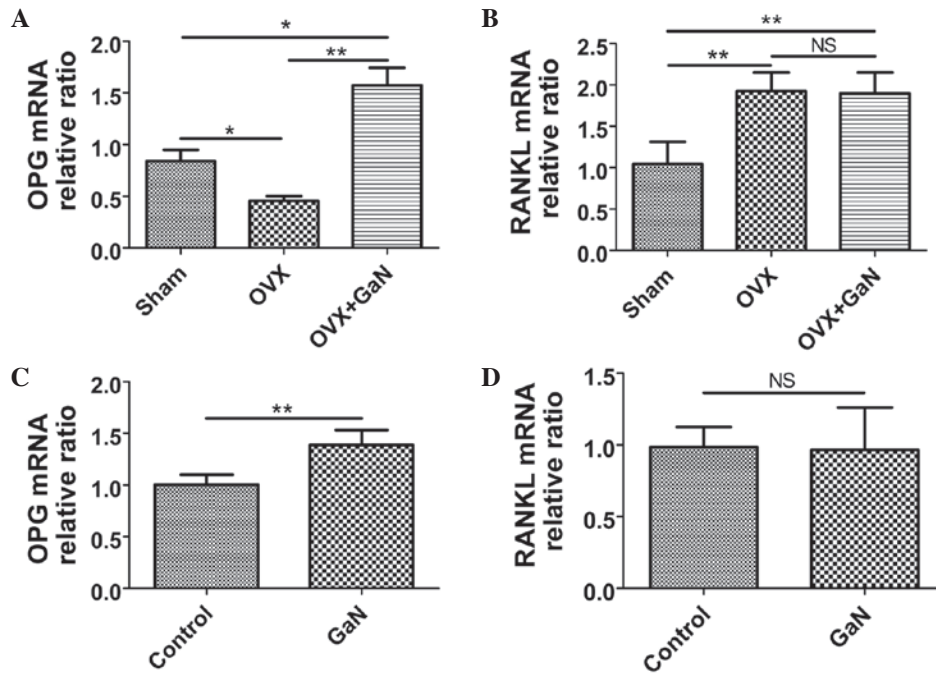 A
OPG mRNA
relative ratio
2.0
1.5
1.0
0.5
0.0
*
**
*
Sham
OVX
OVX+GaN
B
RANKL mRNA
relative ratio
2.5
2.0
1.5
1.0
0.5
0.0
**
**
NS
Sham
OVX
OVX+GaN
C
OPG mRNA
relative ratio
2.0
1.5
1.0
0.5
0.0
**
Control
GaN
D
RANKL mRNA
relative ratio
1.5
1.0
0.5
0.0
NS
Control
GaN